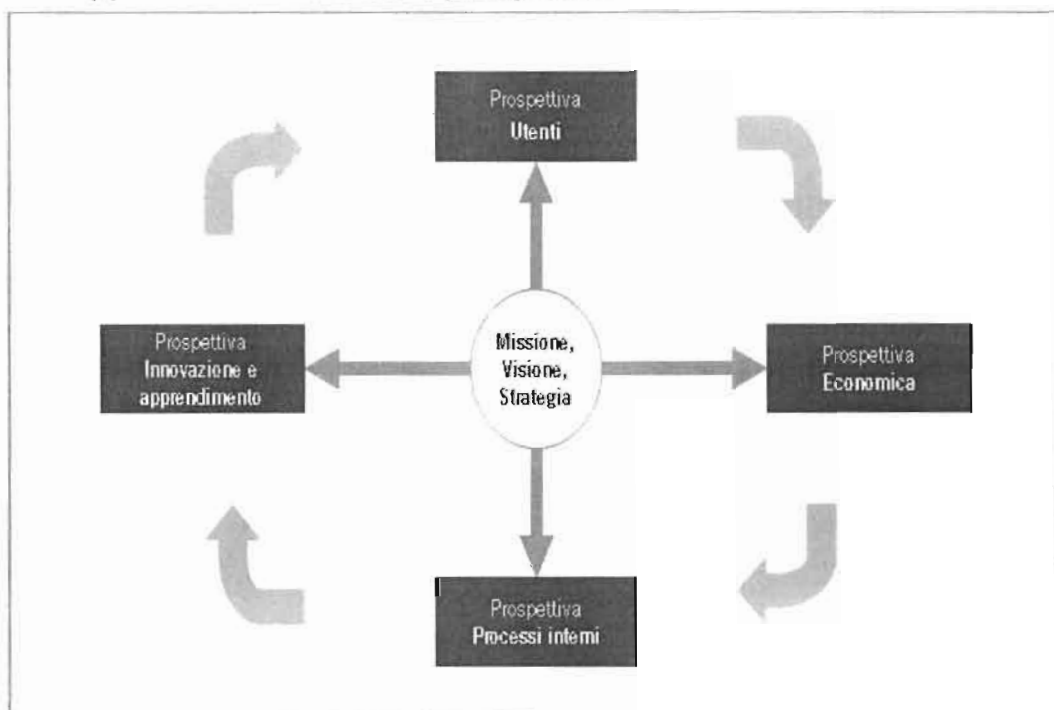 Prospettiva
Utenti
Prospettiva
Innovazione e
apprendimento
Missione,
Visione,
Strategia
Prospettiva
Economica
Prospettiva
Processi interni